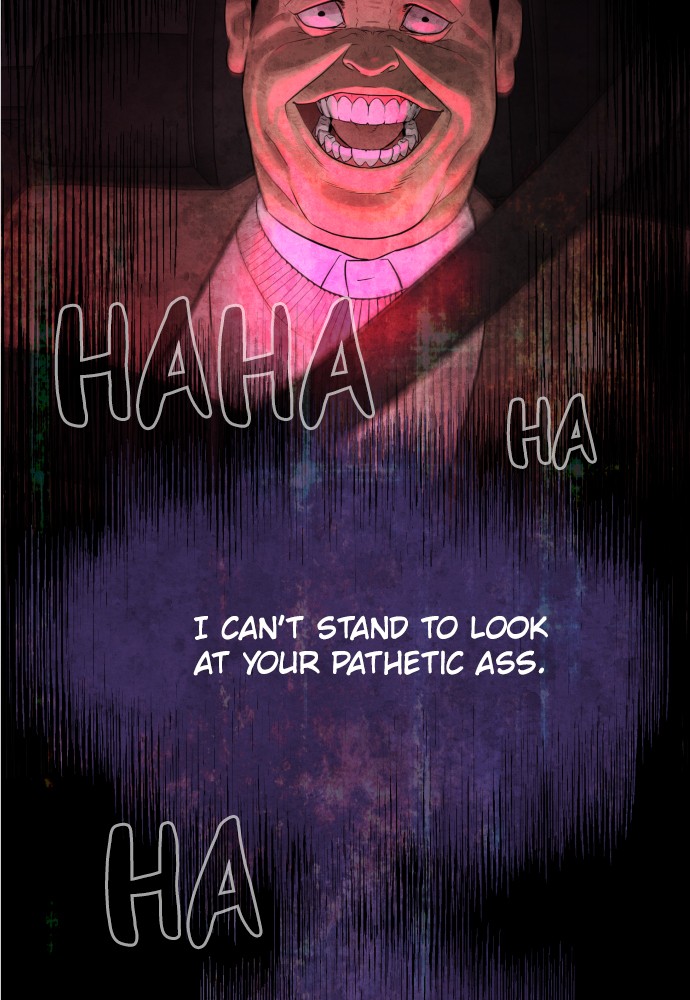 HAHA
HA
I CAN'T STAND TO LOOK
AT YOUR PATHETIC ASS.
HA